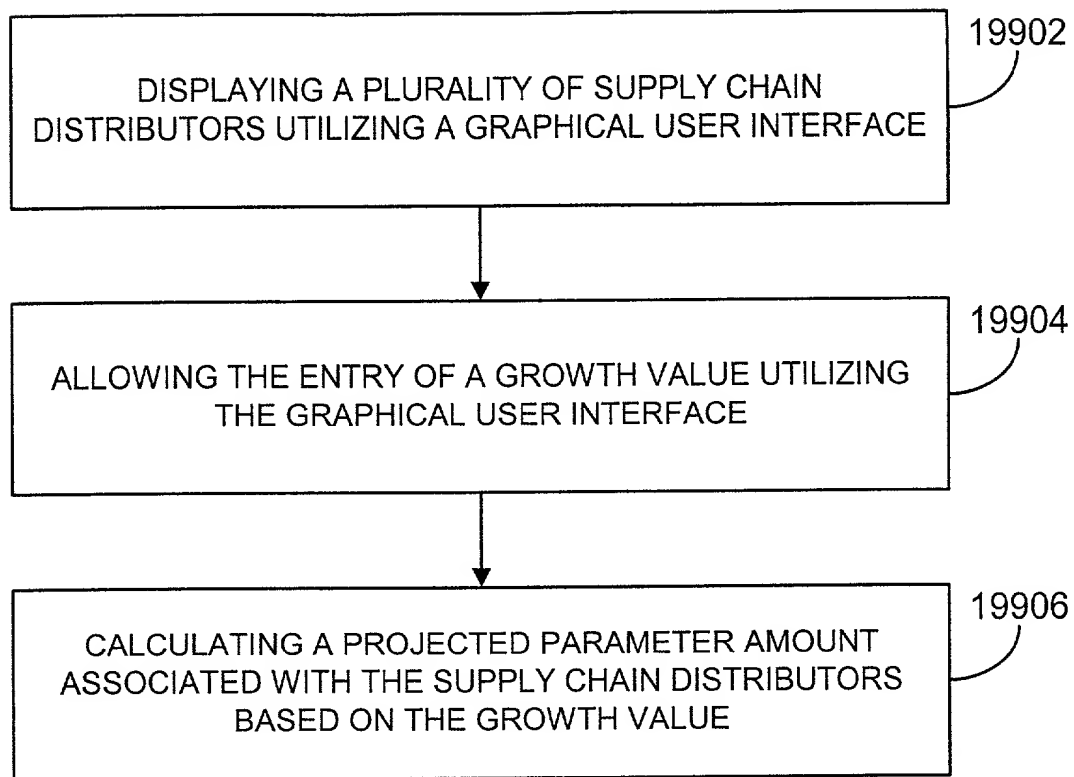 19902
DISPLAYING A PLURALITY OF SUPPLY CHAIN
DISTRIBUTORS UTILIZING A GRAPHICAL USER INTERFACE
19904
ALLOWING THE ENTRY OF A GROWTH VALUE UTILIZING
THE GRAPHICAL USER INTERFACE
19906
CALCULATING A PROJECTED PARAMETER AMOUNT
ASSOCIATED WITH THE SUPPLY CHAIN DISTRIBUTORS
BASED ON THE GROWTH VALUE